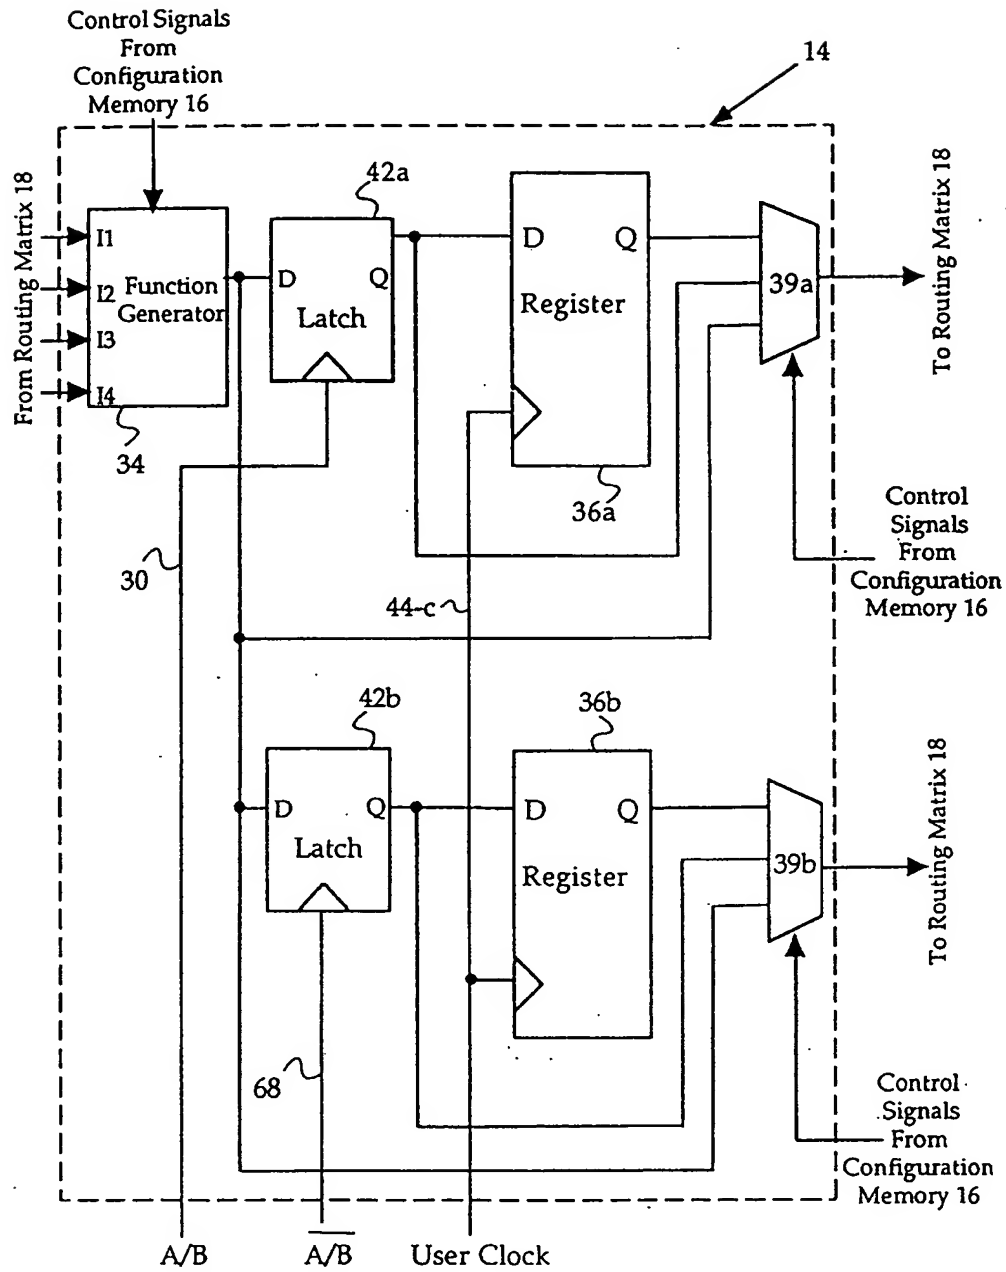 Control Signals
From
Configuration
Memory 16
14
From Routing Matrix 18
I1
I2
I3
I4
Function
Generator
34
42a
D
Q
Latch
D
Q
Register
36a
39a
To Routing Matrix 18
Control
Signals
From
Configuration
Memory 16
30
44-c
42b
D
Q
Latch
36b
D
Q
Register
39b
To Routing Matrix 18
68
Control
Signals
From
Configuration
Memory 16
A/B
A̅/̅B̅
User Clock